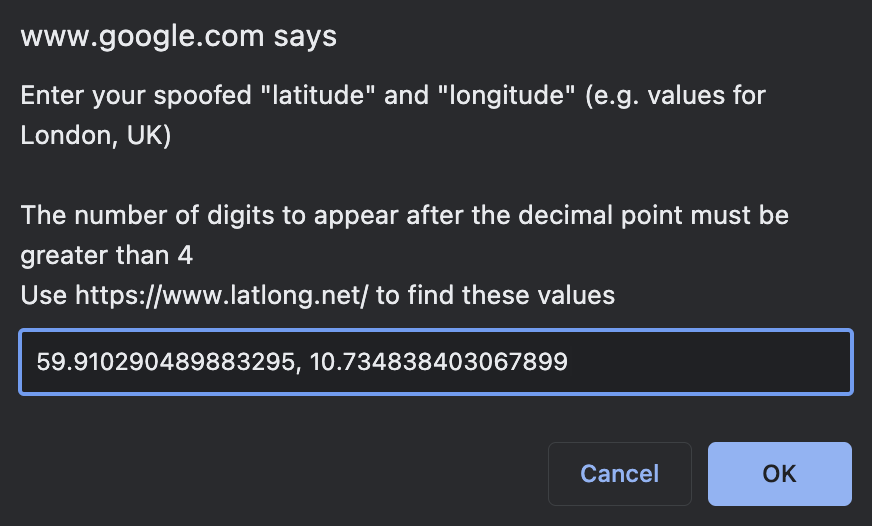 www.google.com says
Enter your spoofed "latitude" and "longitude" (e.g. values for
London, UK)
The number of digits to appear after the decimal point must be
greater than 4
Use https://www.latlong.net/ to find these values
59.910290489883295, 10.734838403067899
Cancel
OK